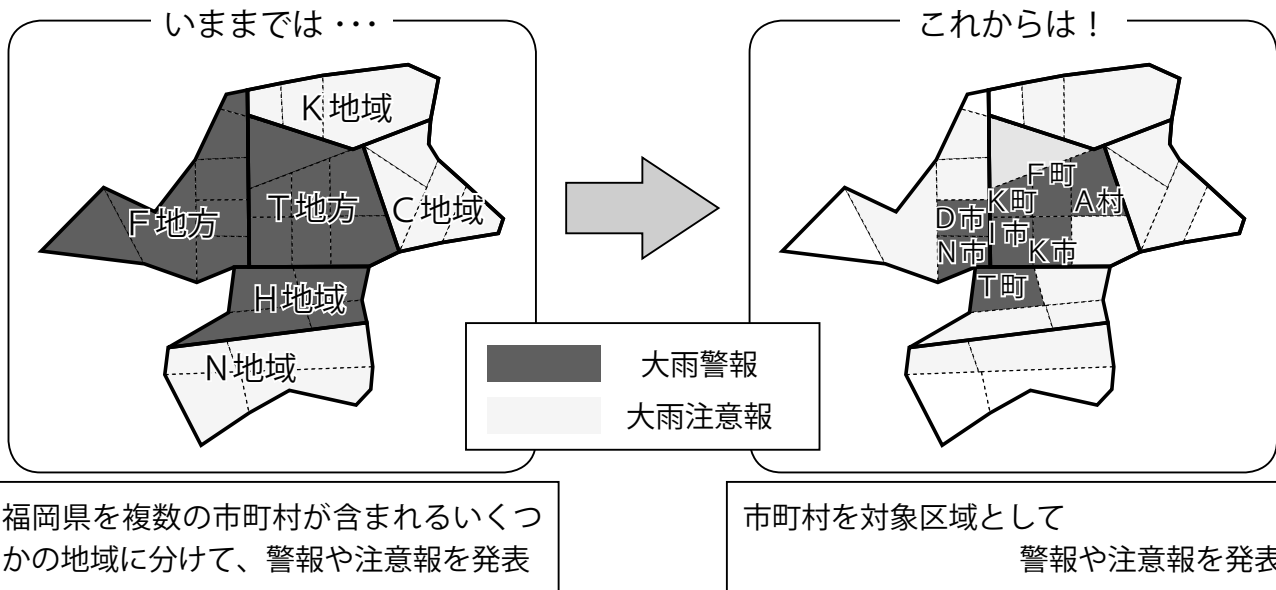 いままでは・・・
K地域
F地方
T地方
C地域
H地域
N地域
これからは！
F町
K町
A村
D市
I市
N市
K市
T町
大雨警報
大雨注意報
福岡県を複数の市町村が含まれるいくつ
かの地域に分けて、警報や注意報を発表
市町村を対象区域として
警報や注意報を発表